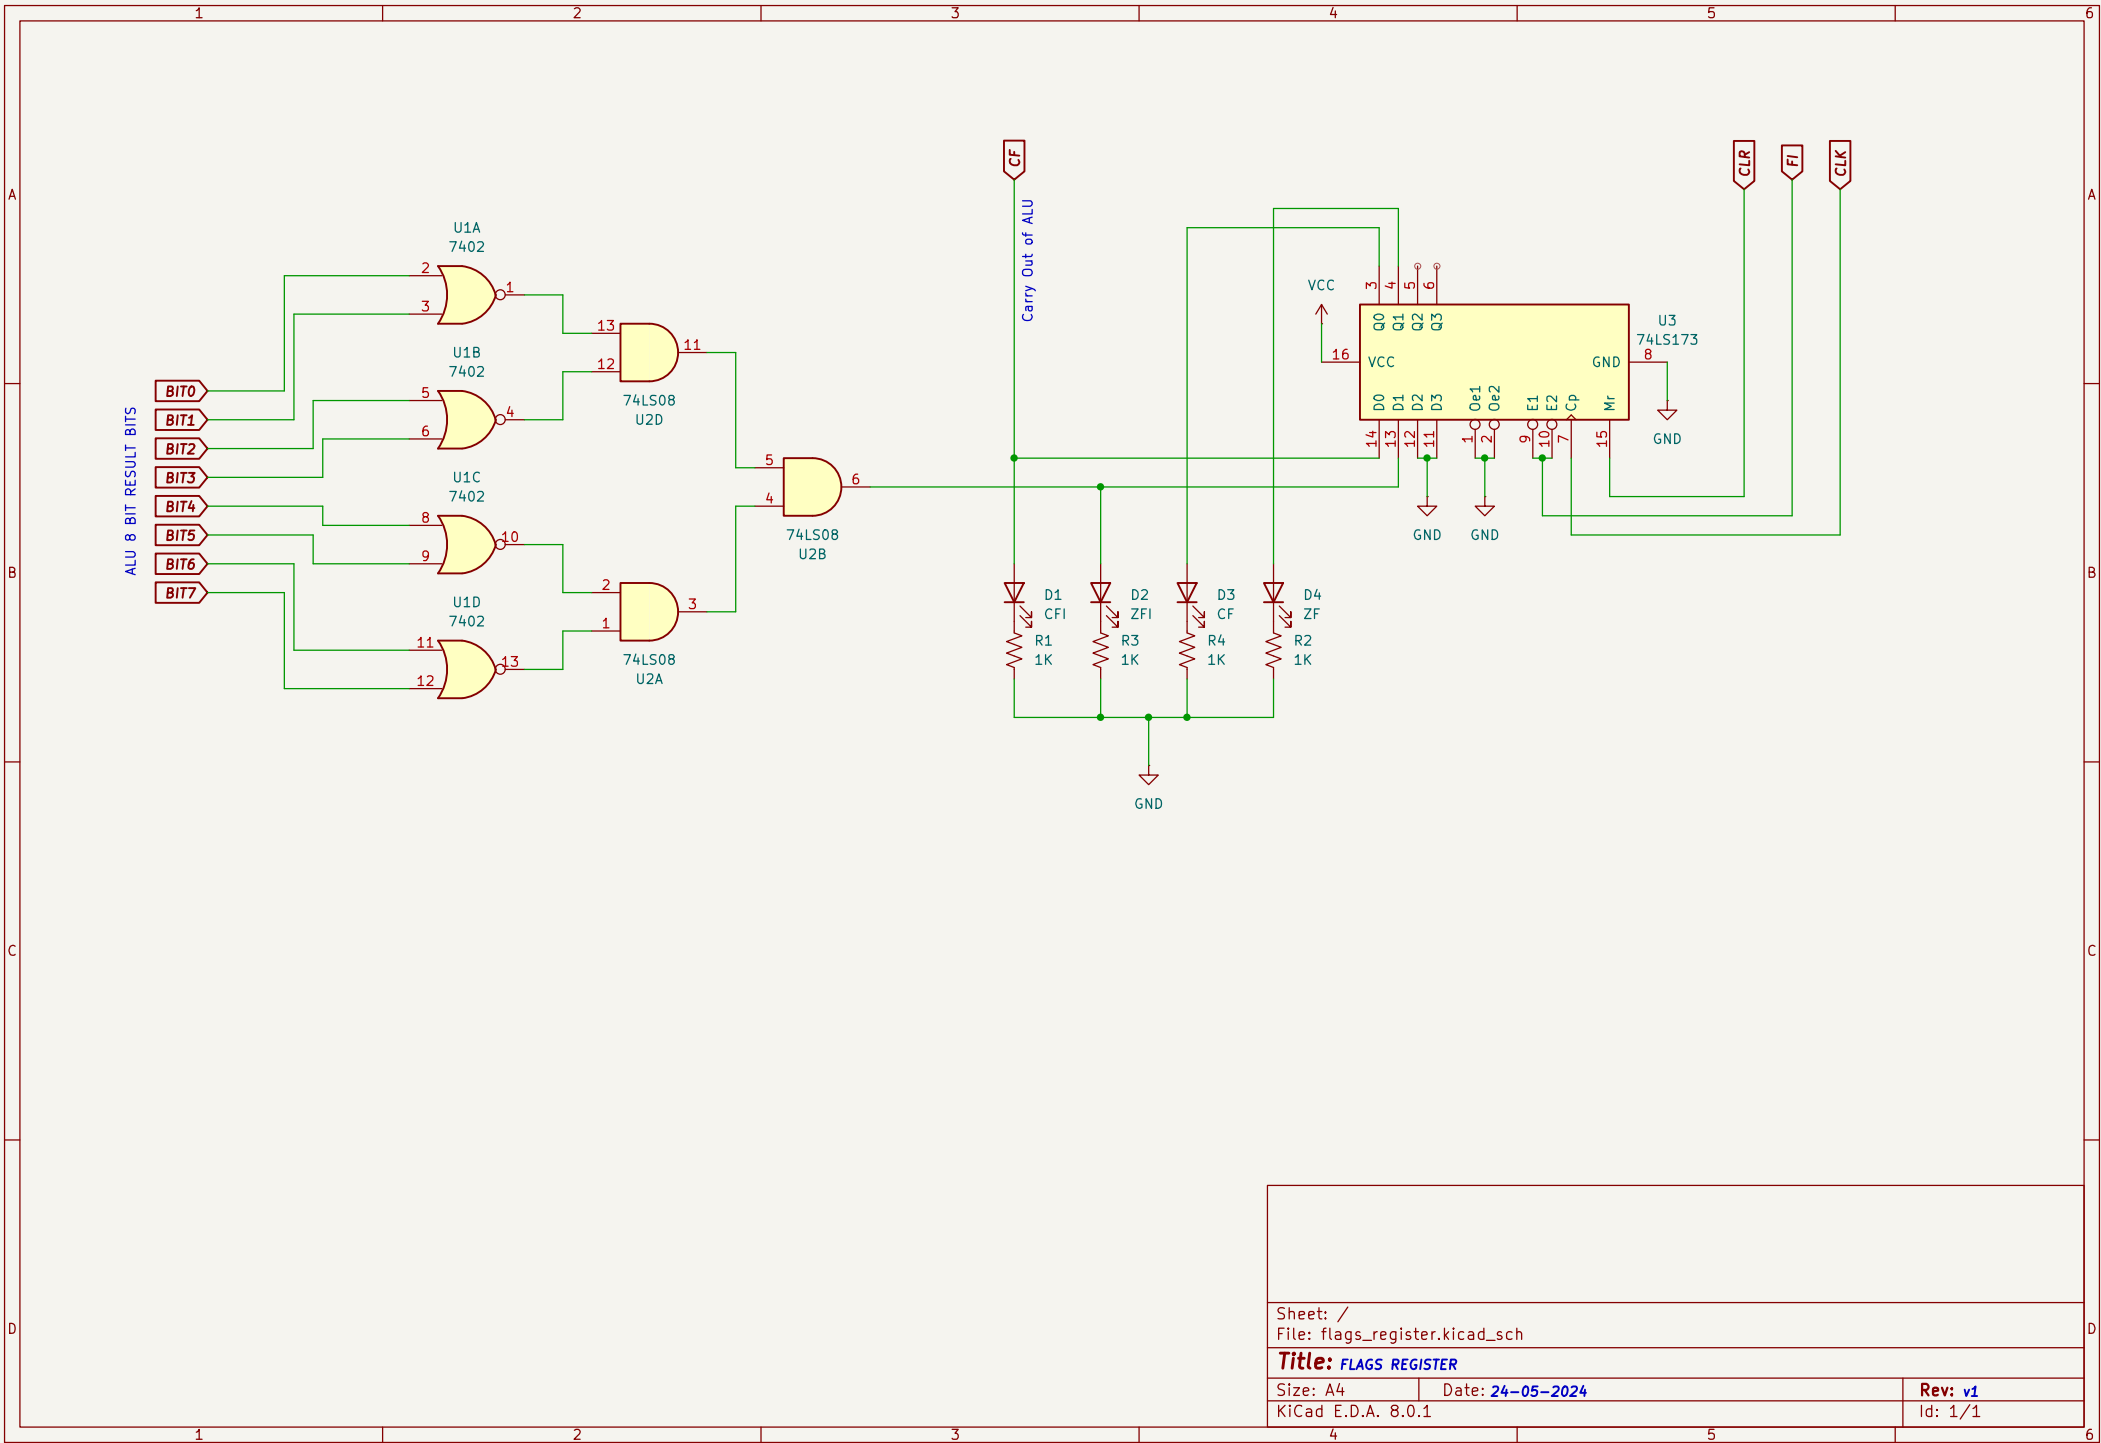 1 2 3 4 5 6
A
B
C
D
BIT0
BIT1
BIT2
BIT3
BIT4
BIT5
BIT6
BIT7
ALU 8 BIT RESULT BITS
U1A
7402
2
3
1
U1B
7402
5
6
4
U1C
7402
8
9
10
U1D
7402
11
12
13
13
12
11
74LS08
U2D
2
1
3
74LS08
U2A
5
4
6
74LS08
U2B
CF
Carry Out of ALU
D1
CFI
R1
1K
D2
ZFI
R3
1K
D3
CF
R4
1K
D4
ZF
R2
1K
GND
VCC
3 4 5 6
Q0 Q1 Q2 Q3
16 VCC
GND 8
U3
74LS173
D0 D1 D2 D3 Oe1 Oe2 E1 E2 Cp Mr
14 13 12 11 1 2 9 10 7 15
GND
GND
GND
CLR
FI
CLK
A
B
C
D
Sheet: /
File: flags_register.kicad_sch
Title: FLAGS REGISTER
Size: A4 Date: 24-05-2024 Rev: v1
KiCad E.D.A. 8.0.1 Id: 1/1
1 2 3 4 5 6